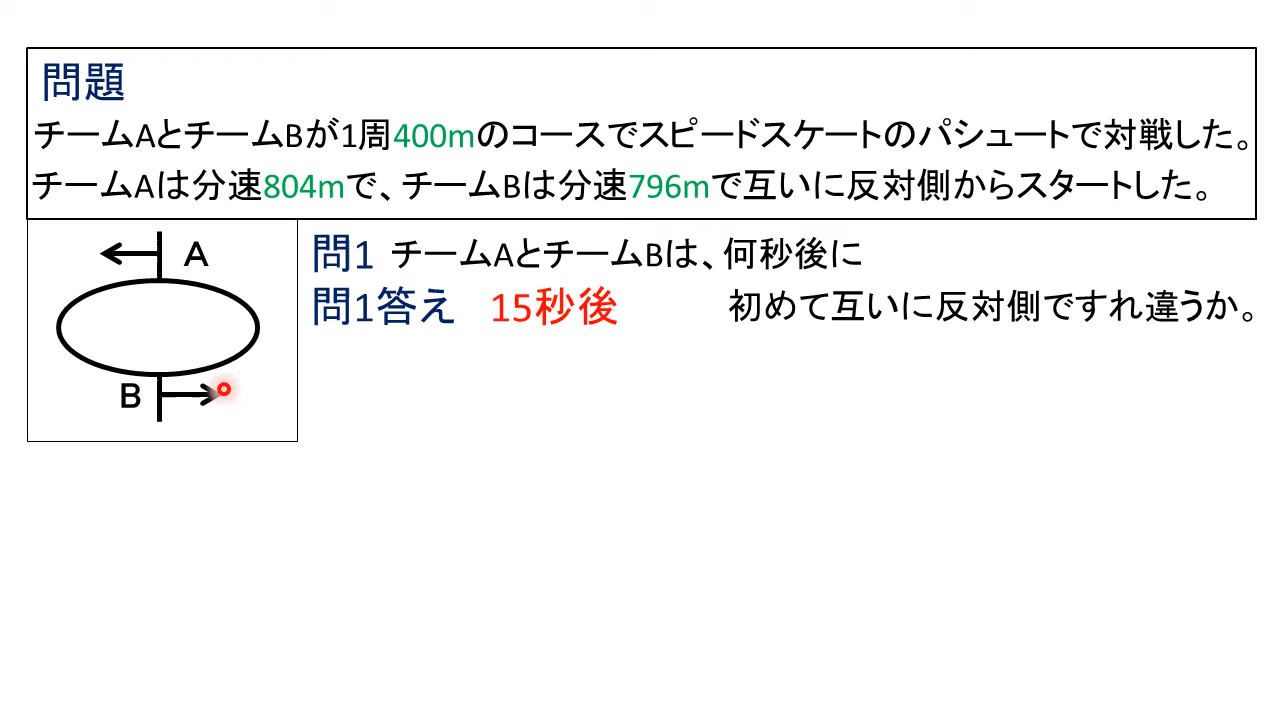 問題
チームAとチームBが1周400mのコースでスピードスケートのパシュートで対戦した。
チームAは分速804mで、チームBは分速796mで互いに反対側からスタートした。
A
B
問1 チームAとチームBは、何秒後に
問1答え 15秒後 初めて互いに反対側ですれ違うか。